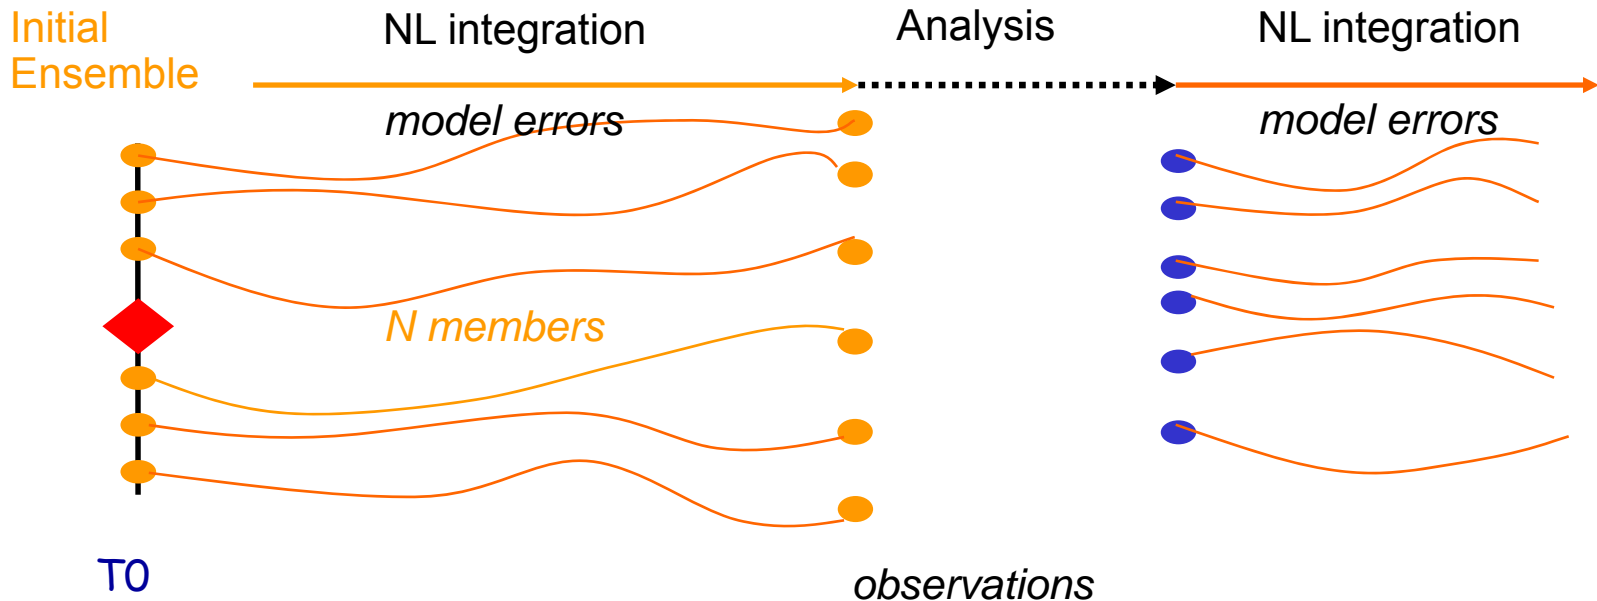 Initial
Ensemble
NL integration
Analysis
NL integration
model errors
model errors
N members
T0
observations